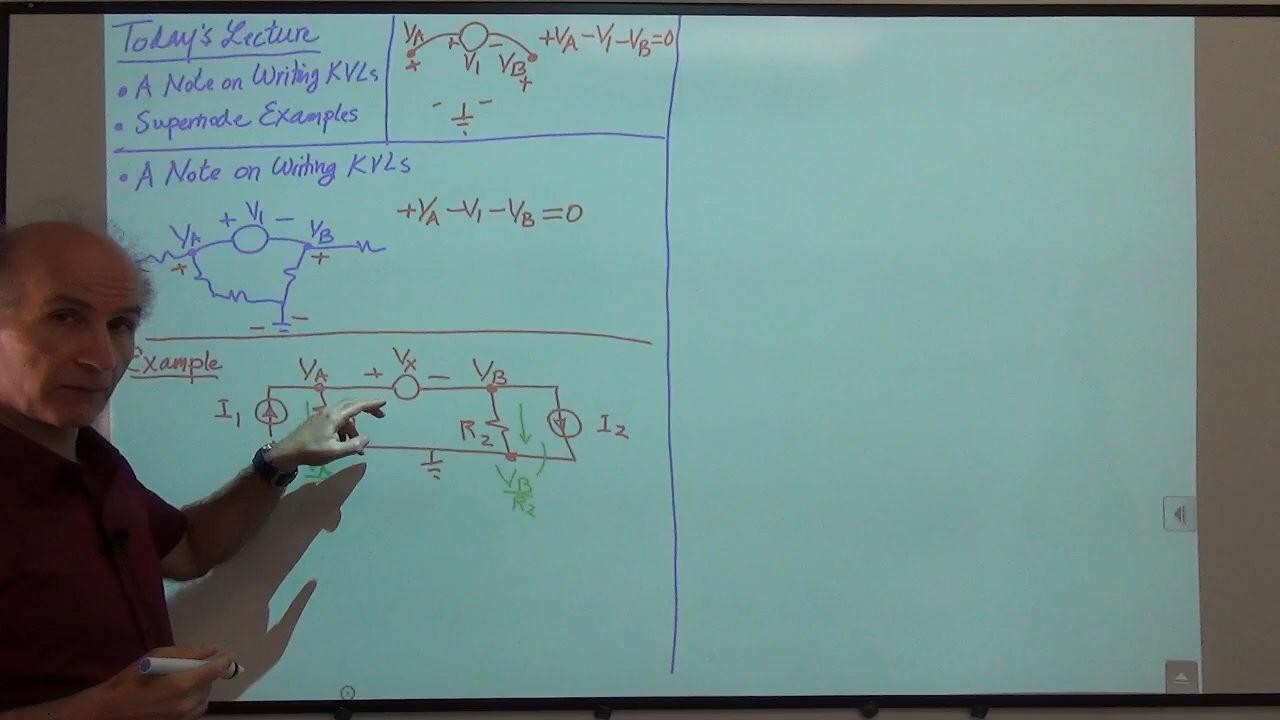 Today's Lecture
• A Note on Writing KVLs
• Supernode Examples
VA + V1 - VB +VA -V1 -VB =0
+ +
- -
• A Note on Writing KVLs
+VA -V1 -VB =0
VA + V1 - VB
+ +
- -
Example
VA + VX - VB
I1 R2 I2
VB
R2